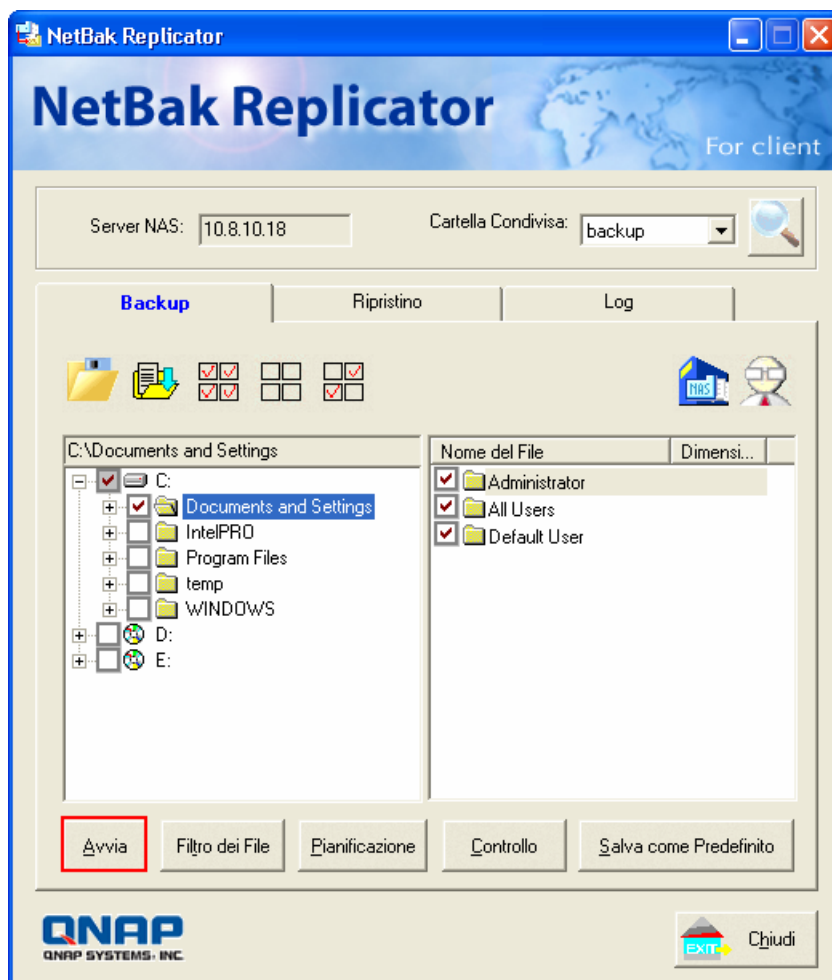 NetBak Replicator
NetBak Replicator
For client
Server NAS: 10.8.10.18 Cartella Condivisa: backup
Backup Ripristino Log
NAS
C:\Documents and Settings
C:
Documents and Settings
IntelPRO
Program Files
temp
WINDOWS
D:
E:
Nome del File Dimensi...
Administrator
All Users
Default User
Avvia Filtro dei File Pianificazione Controllo Salva come Predefinito
QNAP
QNAP SYSTEMS, INC.
EXIT Chiudi